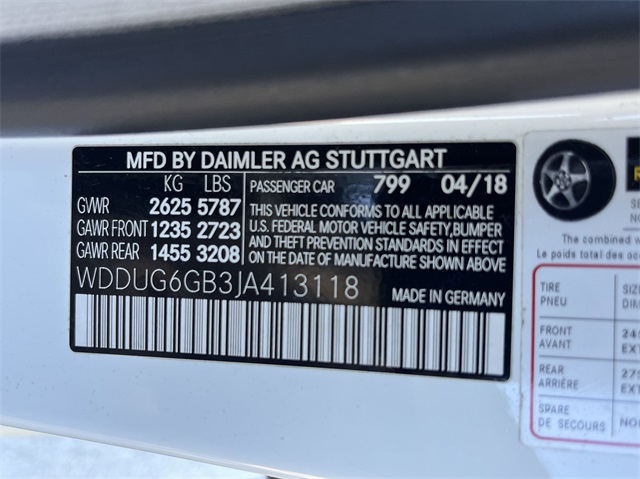 MFD BY DAIMLER AG STUTTGART
KG LBS
GVWR 2625 5787
GAWR FRONT 1235 2723
GAWR REAR 1455 3208
PASSENGER CAR 799 04/18
THIS VEHICLE CONFORMS TO ALL APPLICABLE
U.S. FEDERAL MOTOR VEHICLE SAFETY,BUMPER
AND THEFT PREVENTION STANDARDS IN EFFECT
ON THE DATE OF MANUFACTURE SHOWN ABOVE.
WDDUG6GB3JA413118
MADE IN GERMANY
The combined
Le poids total des
TIRE
PNEU
FRONT
AVANT
REAR
ARRIÈRE
SPARE
DE SECOURS